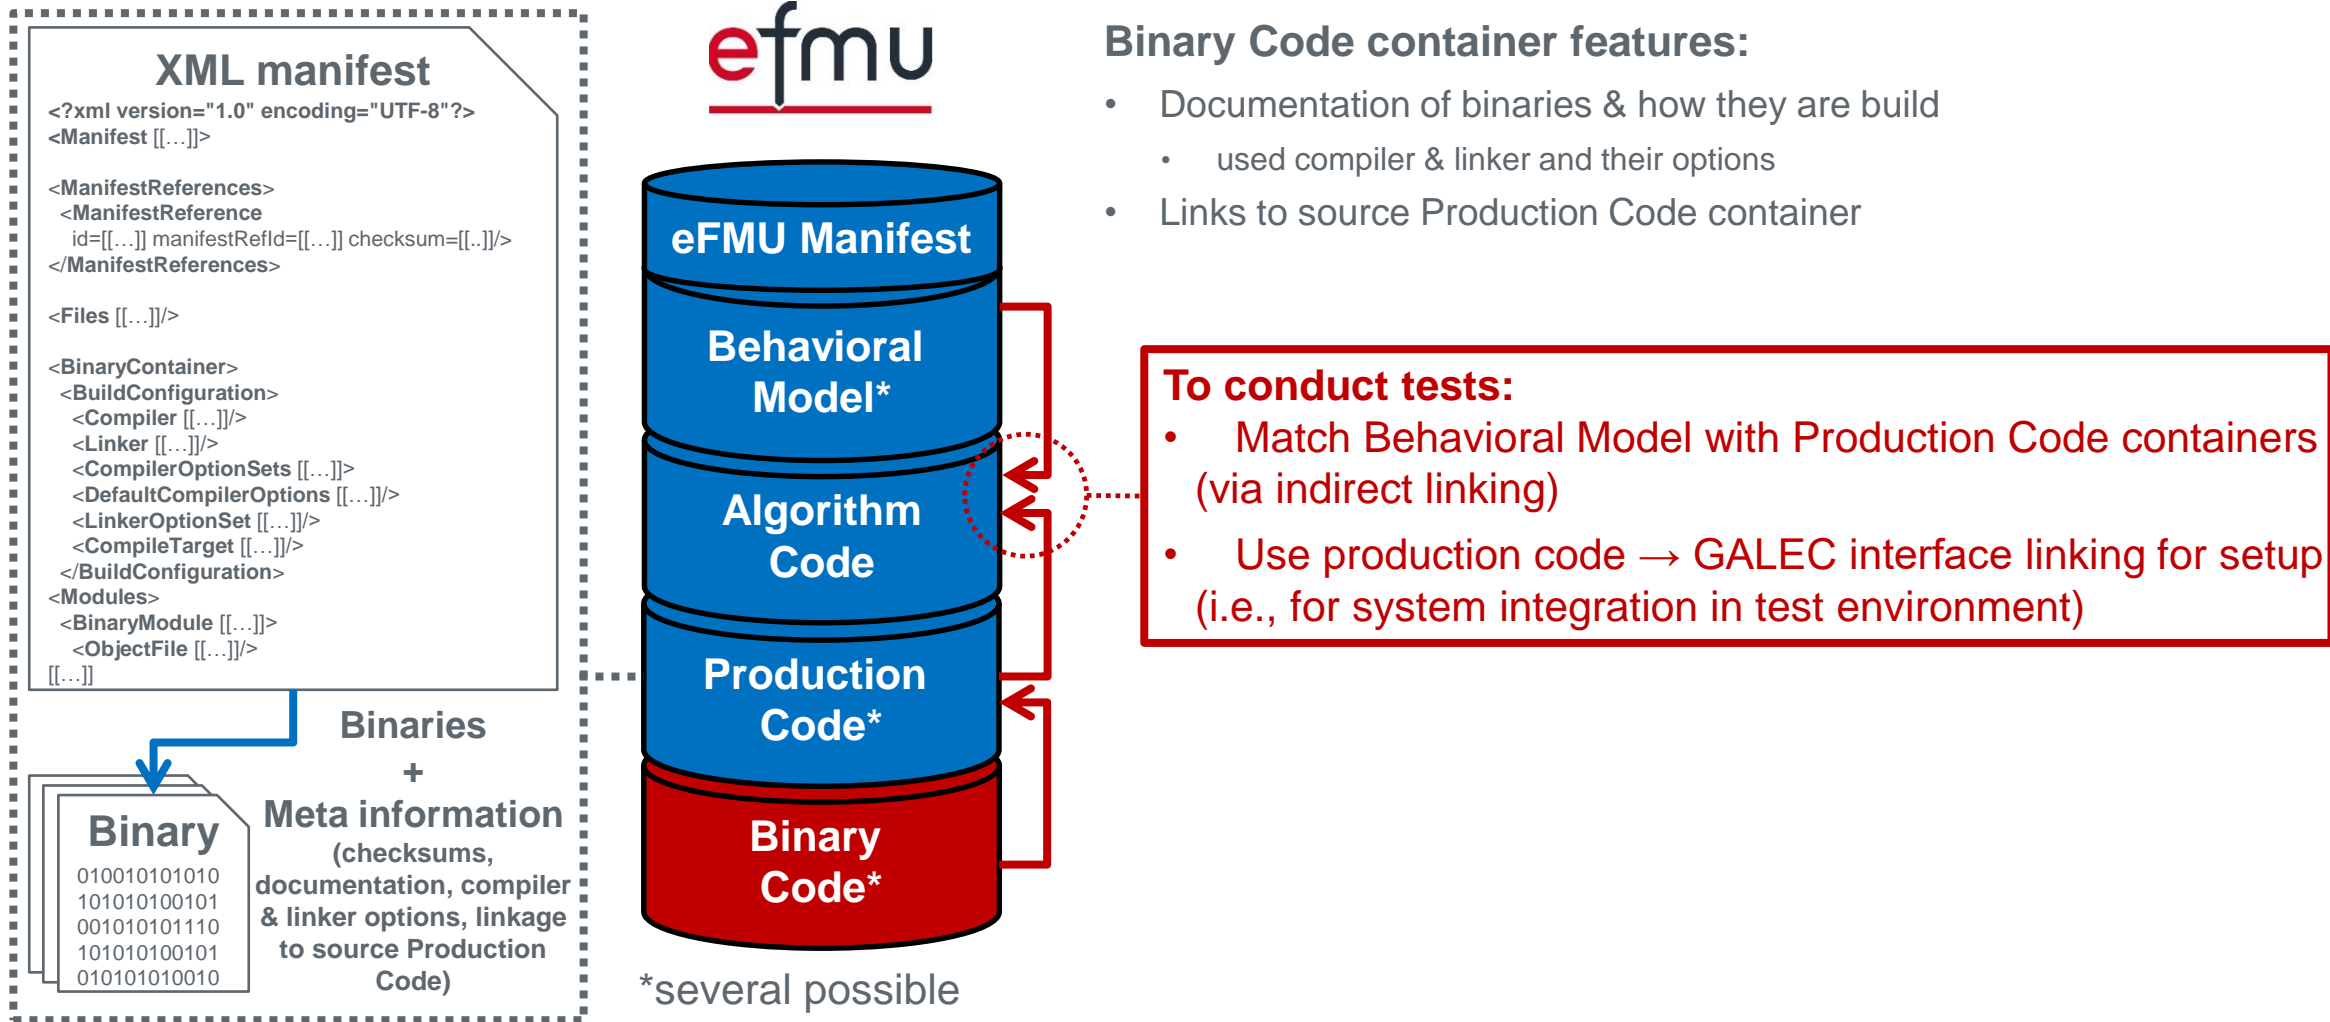 XML manifest
<?xml version="1.0" encoding="UTF-8"?>
<Manifest [[…]]>
<ManifestReferences>
<ManifestReference
id=[[…]] manifestRefId=[[…]] checksum=[[..]]/>
</ManifestReferences>
<Files [[…]]/>
<BinaryContainer>
<BuildConfiguration>
<Compiler [[…]]/>
<Linker [[…]]/>
<CompilerOptionSets [[…]]>
<DefaultCompilerOptions [[…]]/>
<LinkerOptionSet [[…]]/>
<CompileTarget [[…]]/>
</BuildConfiguration>
<Modules>
<BinaryModule [[…]]>
<ObjectFile [[…]]/>
[[…]]
Binary
010010101010
101010100101
001010101110
101010100101
010101010010
Binaries
+
Meta information
(checksums,
documentation, compiler
& linker options, linkage
to source Production
Code)
efmu
eFMU Manifest
Behavioral
Model*
Algorithm
Code
Production
Code*
Binary
Code*
*several possible
Binary Code container features:
• Documentation of binaries & how they are build
• used compiler & linker and their options
• Links to source Production Code container
To conduct tests:
• Match Behavioral Model with Production Code containers
(via indirect linking)
• Use production code → GALEC interface linking for setup
(i.e., for system integration in test environment)